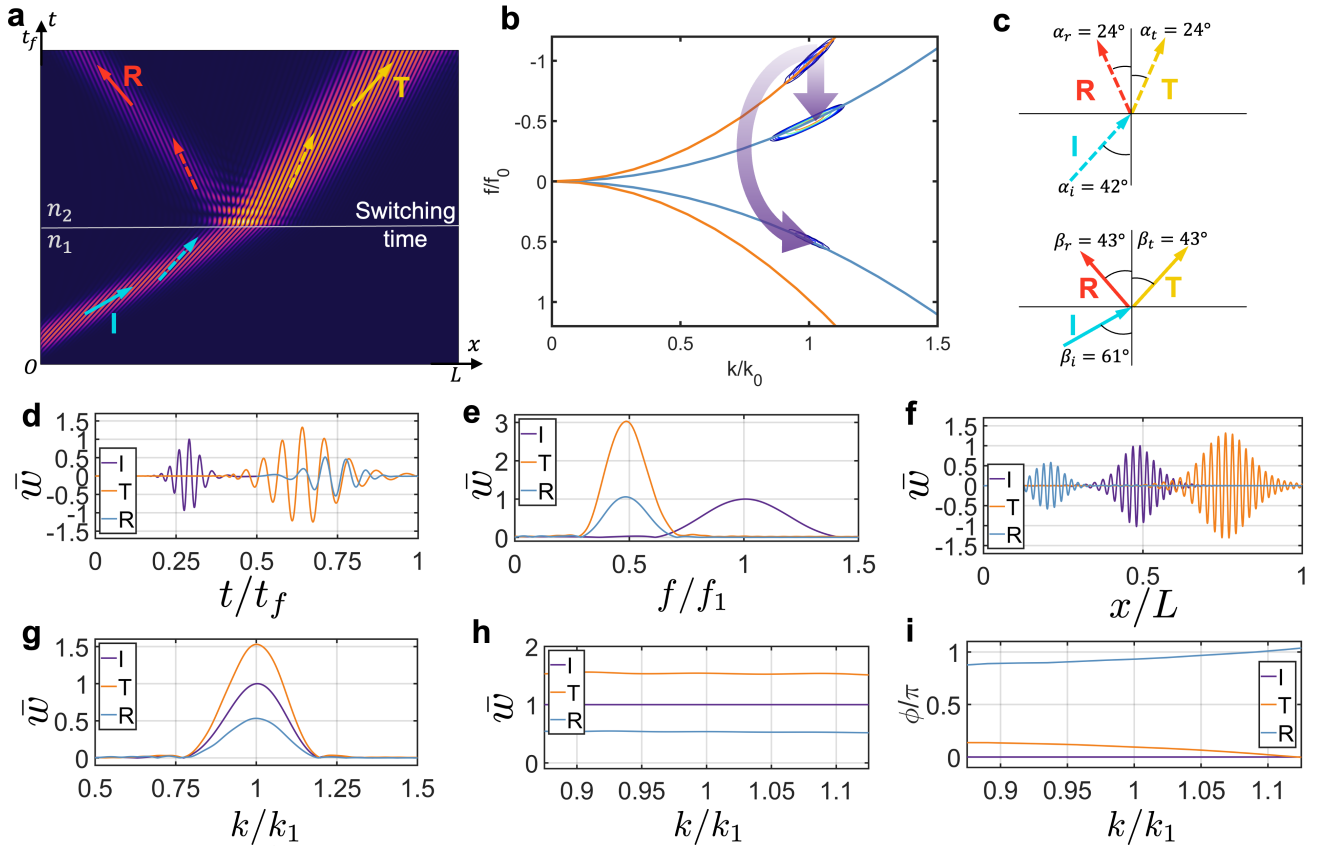 a
t_f
t
R
T
n_2
n_1
Switching
time
I
0
L
x
b
-1
-0.5
0
0.5
1
f/f_0
0
0.5
1
1.5
k/k_0
c
α_r = 24°
α_t = 24°
R
T
I
α_i = 42°
β_r = 43°
β_t = 43°
R
T
I
β_i = 61°
d
1.5
1
0.5
0
-0.5
-1
-1.5
w̄
I
T
R
0
0.25
0.5
0.75
1
t/t_f
e
3
2
1
0
w̄
I
T
R
0
0.5
1
1.5
f/f_1
f
1.5
1
0.5
0
-0.5
-1
-1.5
w̄
I
T
R
0
0.5
1
x/L
g
1.5
1
0.5
0
w̄
I
T
R
0.5
0.75
1
1.25
1.5
k/k_1
h
2
1
0
w̄
I
T
R
0.9
0.95
1
1.05
1.1
k/k_1
i
1
0.5
0
ϕ/π
I
T
R
0.9
0.95
1
1.05
1.1
k/k_1